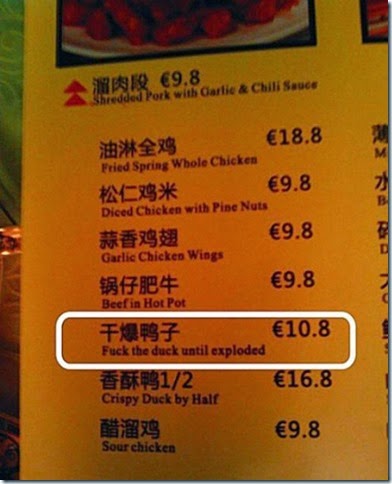 溜肉段 €9.8
Shredded Pork with Garlic & Chili Sauce
油淋全鸡 €18.8
Fried Spring Whole Chicken
松仁鸡米 €9.8
Diced Chicken with Pine Nuts
蒜香鸡翅 €9.8
Garlic Chicken Wings
锅仔肥牛 €9.8
Beef in Hot Pot
干爆鸭子 €10.8
Fuck the duck until exploded
香酥鸭1/2 €16.8
Crispy Duck by Half
醋溜鸡 €9.8
Sour chicken